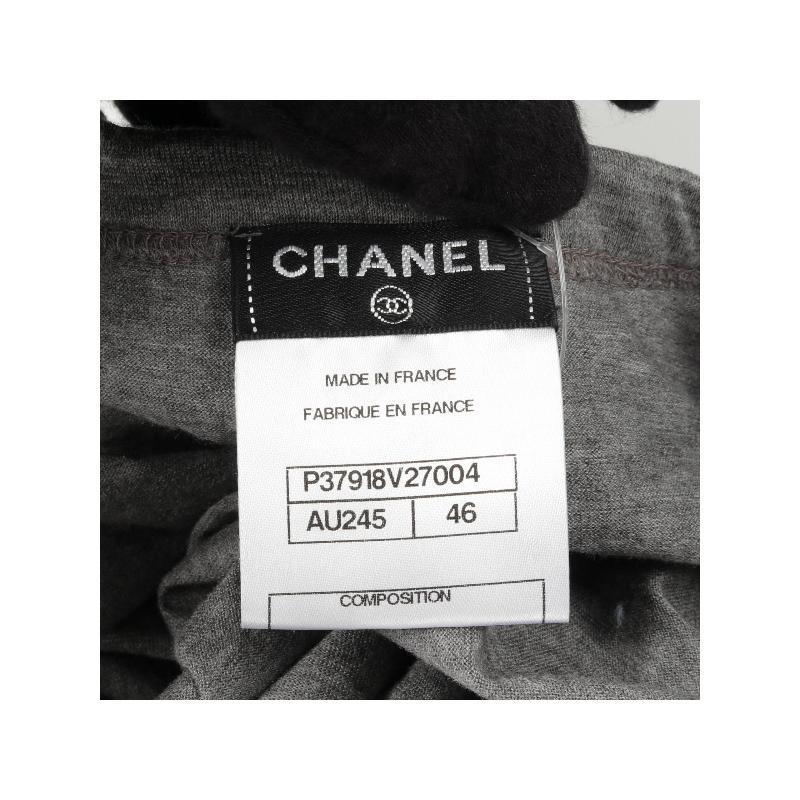 CHANEL
MADE IN FRANCE
FABRIQUE EN FRANCE
P37918V27004
AU245 46
COMPOSITION